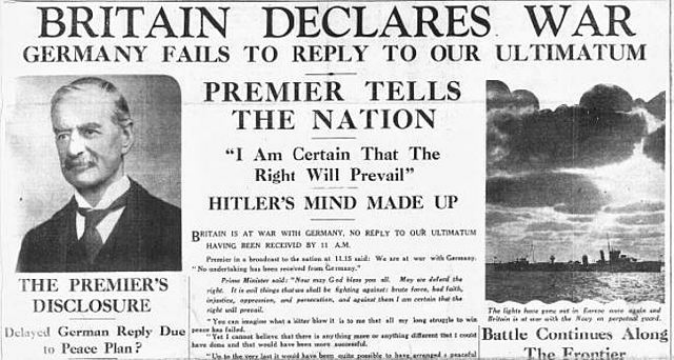 BRITAIN DECLARES WAR
GERMANY FAILS TO REPLY TO OUR ULTIMATUM
PREMIER TELLS
THE NATION
"I Am Certain That The
Right Will Prevail"
HITLER'S MIND MADE UP
BRITAIN IS AT WAR WITH GERMANY, NO REPLY TO OUR ULTIMATUM
HAVING BEEN RECEIVED BY 11 A.M.
Premier in a broadcast to the nation at 11.15 said: We are at war with Germany.
"No undertaking has been received from Germany."
Prime Minister said: "Now may God bless you all. May we defend the
right. It is evil things that we shall be fighting against: brute force, bad faith,
injustice, oppression, and persecution, and against them I am certain that the
right will prevail.
"You can imagine what a bitter blow it is to me that all my long struggle to win
peace has failed.
"Yet I cannot believe that there is anything more or anything different that I could
have done and that would have been more successful.
"Up to the very last it would have been quite possible to have arranged a peaceful
THE PREMIER'S
DISCLOSURE
Delayed German Reply Due
to Peace Plan?
The lights have gone out in Europe once again and
Britain is at war with the Navy on perpetual guard.
Battle Continues Along
The Frontier